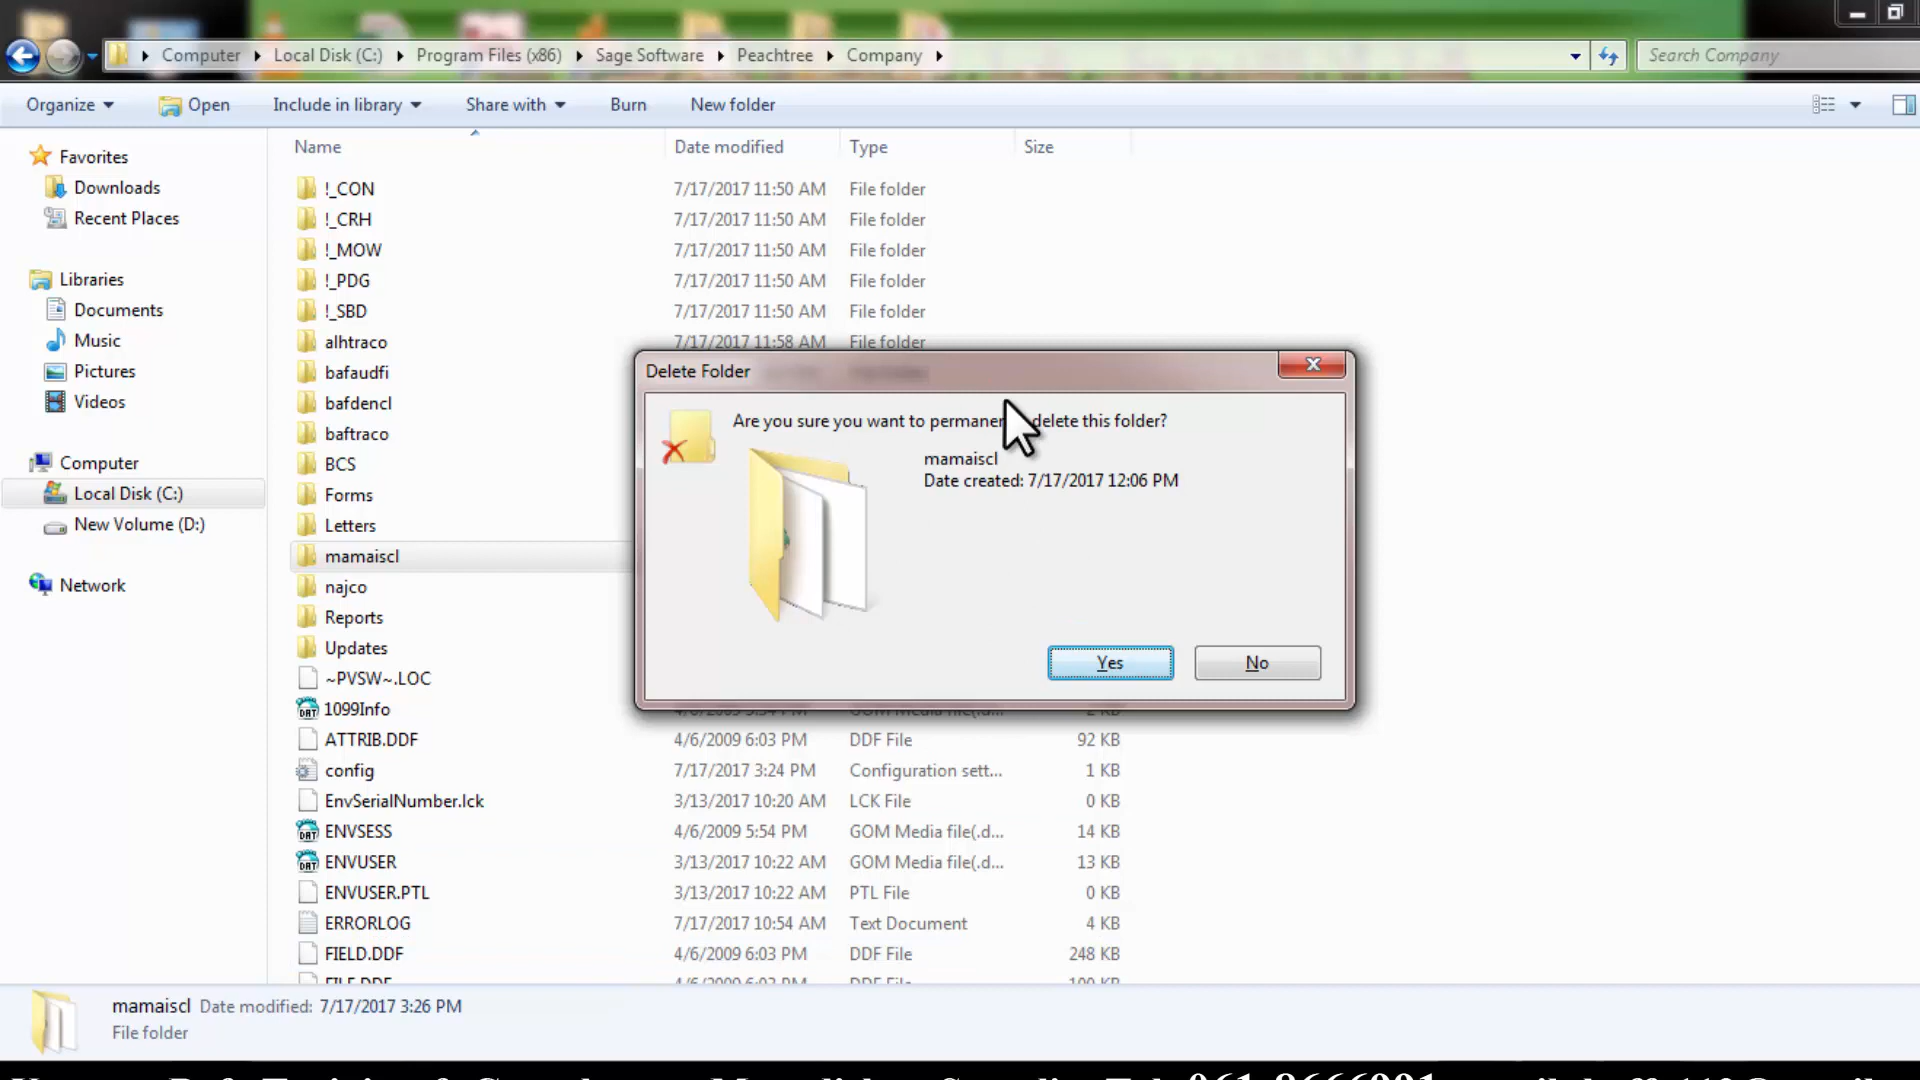 Computer Local Disk (C:) Program Files (x86) Sage Software Peachtree Company Search Company
Organize Open Include in library Share with Burn New folder
Name Date modified Type Size
Favorites
Downloads
Recent Places
Libraries
Documents
Music
Pictures
Videos
Computer
Local Disk (C:)
New Volume (D:)
Network
!_CON 7/17/2017 11:50 AM File folder
!_CRH 7/17/2017 11:50 AM File folder
!_MOW 7/17/2017 11:50 AM File folder
!_PDG 7/17/2017 11:50 AM File folder
!_SBD 7/17/2017 11:50 AM File folder
alhtraco 7/17/2017 11:58 AM File folder
bafaudfi
bafdencl
baftraco
BCS
Forms
Letters
mamaiscl
najco
Reports
Updates
~PVSW~.LOC
1099Info
ATTRIB.DDF 4/6/2009 6:03 PM DDF File 92 KB
config 7/17/2017 3:24 PM Configuration sett... 1 KB
EnvSerialNumber.lck 3/13/2017 10:20 AM LCK File 0 KB
ENVSESS 4/6/2009 5:54 PM GOM Media file(.d... 14 KB
ENVUSER 3/13/2017 10:22 AM GOM Media file(.d... 13 KB
ENVUSER.PTL 3/13/2017 10:22 AM PTL File 0 KB
ERRORLOG 7/17/2017 10:54 AM Text Document 4 KB
FIELD.DDF 4/6/2009 6:03 PM DDF File 248 KB
Delete Folder
Are you sure you want to delete this folder?
mamaiscl
Date created: 7/17/2017 12:06 PM
Yes No
mamaiscl Date modified: 7/17/2017 3:26 PM
File folder